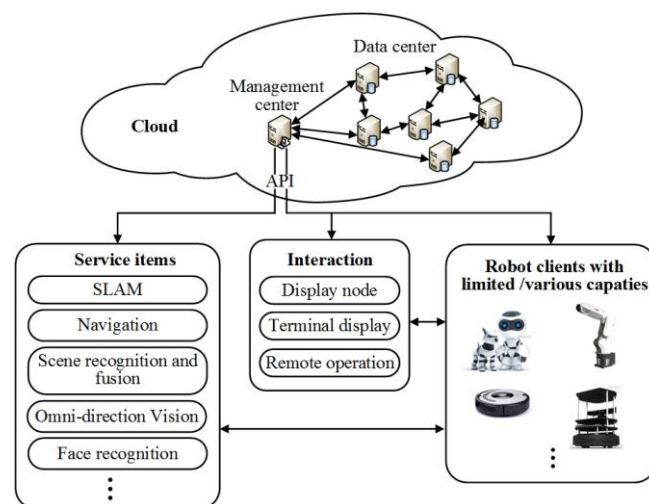 Data center
Management
center
Cloud
API
Service items
SLAM
Navigation
Scene recognition and
fusion
Omni-direction Vision
Face recognition
Interaction
Display node
Terminal display
Remote operation
Robot clients with
limited /various capaties